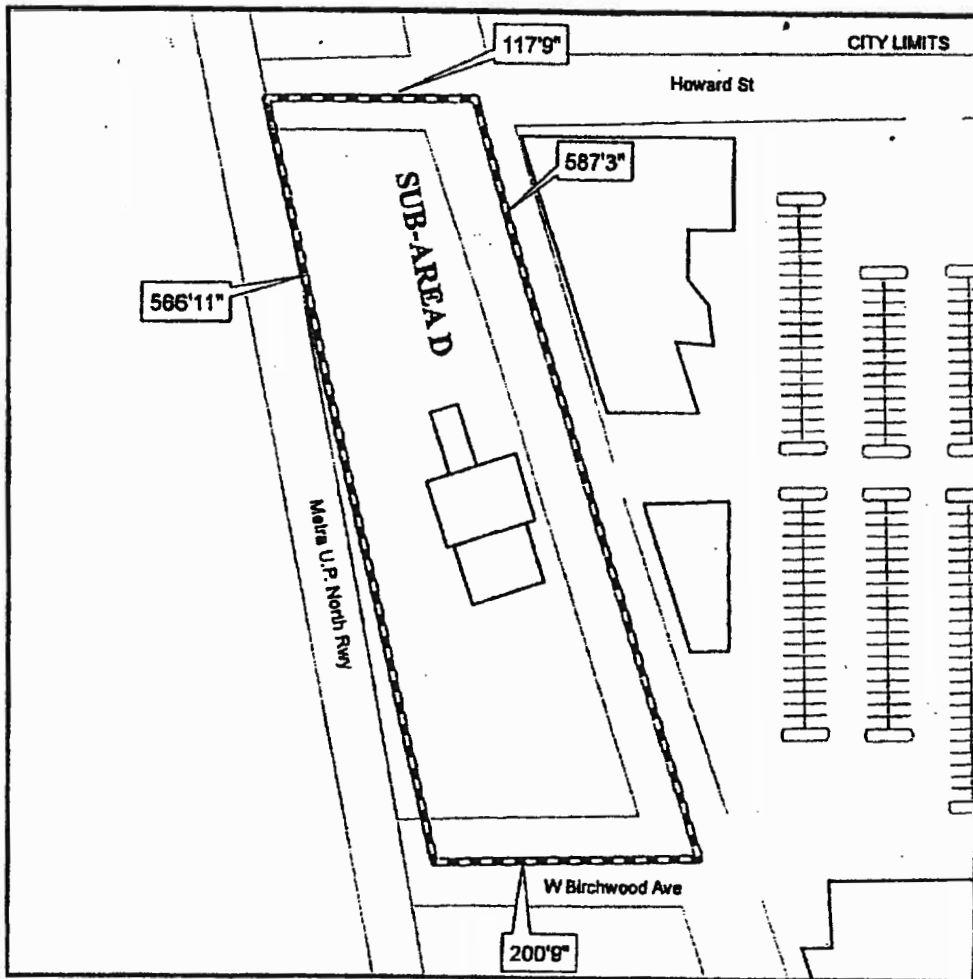 117'9"
CITY LIMITS
Howard St
587'3"
SUB-AREA D
566'11"
Metra U.P. North Rwy
W Birchwood Ave
200'9"